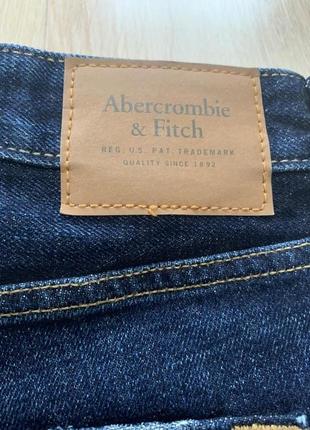 Abercrombie
& Fitch
REG. U.S. PAT. TRADEMARK
QUALITY SINCE 1892